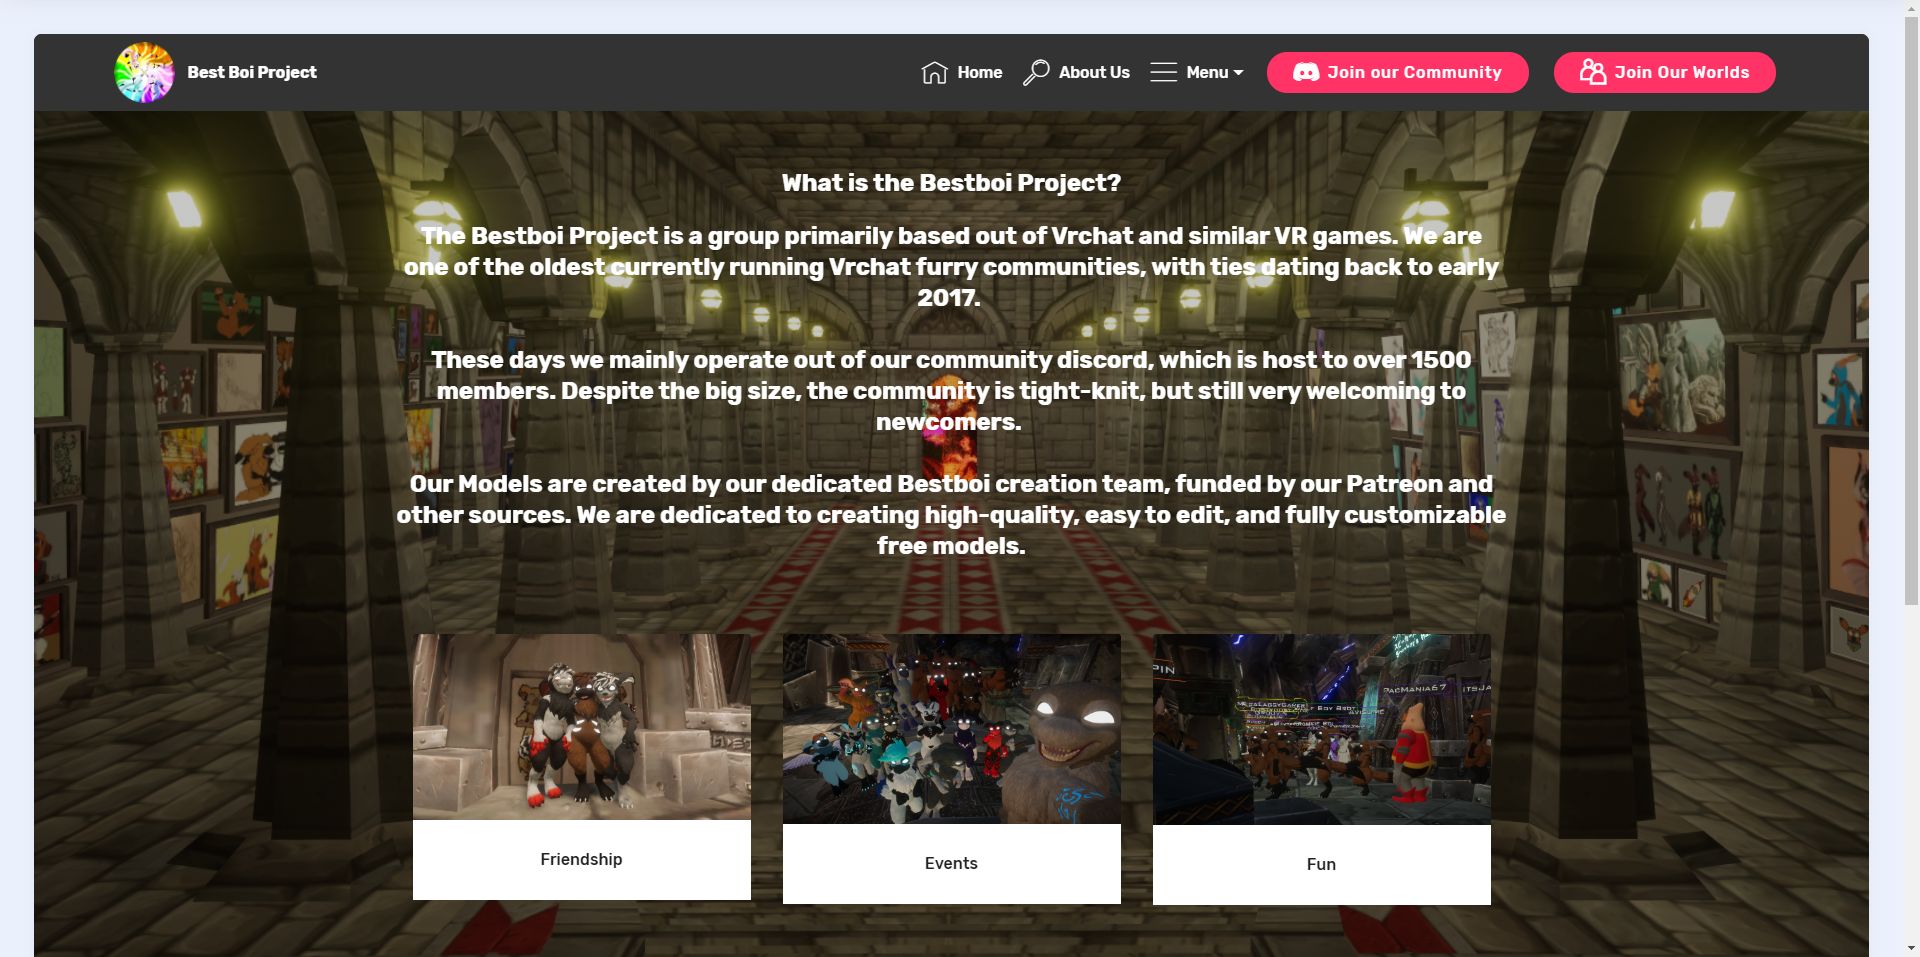 Best Boi Project
Home
About Us
Menu
Join our Community
Join Our Worlds
What is the Bestboi Project?
The Bestboi Project is a group primarily based out of Vrchat and similar VR games. We are
one of the oldest currently running Vrchat furry communities, with ties dating back to early
2017.
These days we mainly operate out of our community discord, which is host to over 1500
members. Despite the big size, the community is tight-knit, but still very welcoming to
newcomers.
Our Models are created by our dedicated Bestboi creation team, funded by our Patreon and
other sources. We are dedicated to creating high-quality, easy to edit, and fully customizable
free models.
PIN
PACMANIA67
ITSJA
Friendship
Events
Fun